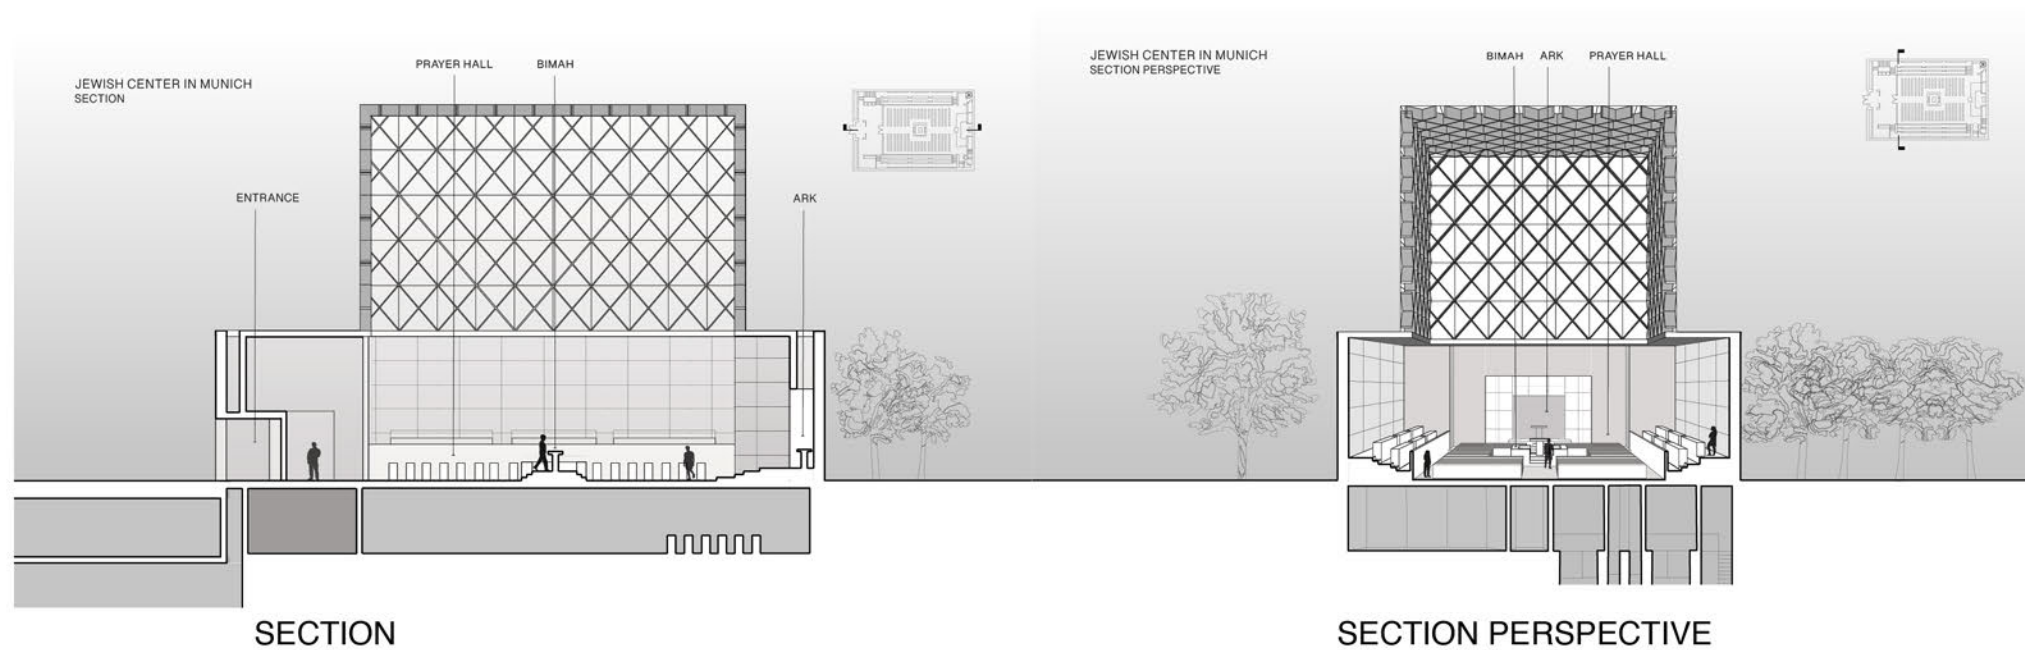 JEWISH CENTER IN MUNICH
SECTION
PRAYER HALL
BIMAH
ENTRANCE
ARK
SECTION
JEWISH CENTER IN MUNICH
SECTION PERSPECTIVE
BIMAH
ARK
PRAYER HALL
SECTION PERSPECTIVE